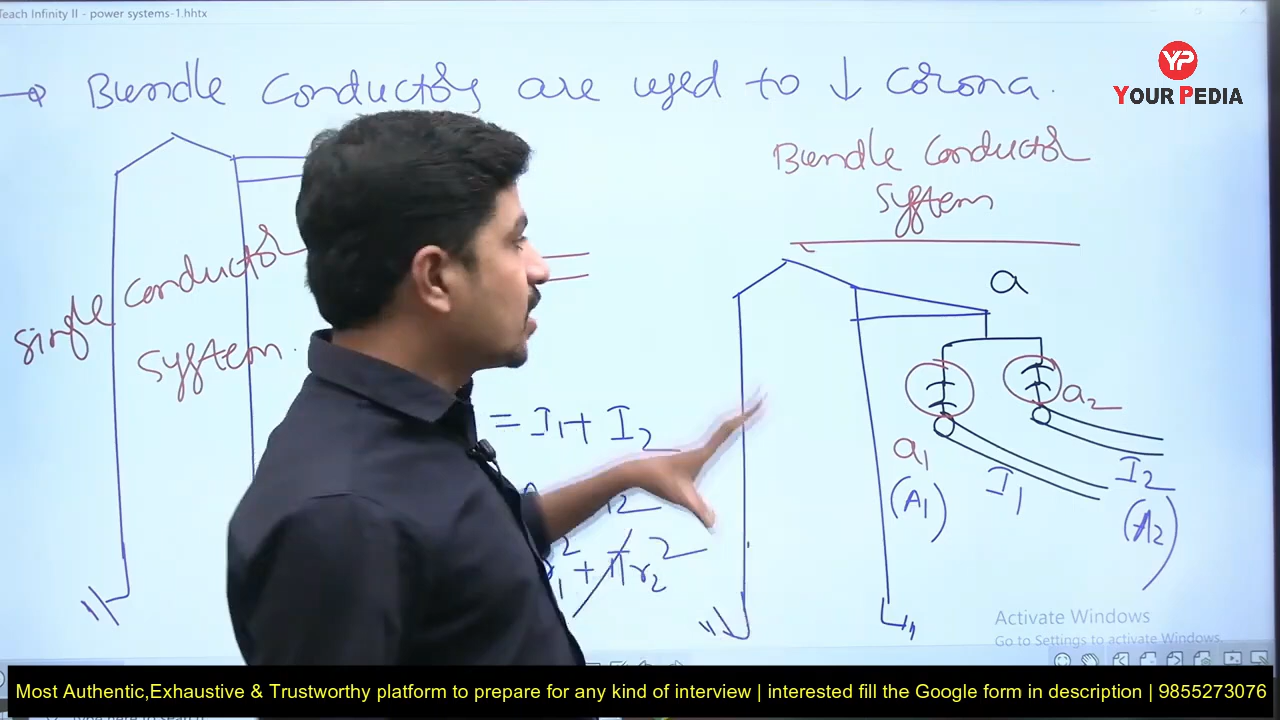 Teach Infinity II - power systems-1.hhtx
YP
YOUR PEDIA
→ Bundle Conductors are used to ↓ Corona.
Bundle Conductor
System
Single Conductor
System.
a
a2
= I1 + I2
a1
I1
I2
(A1)
(A2)
r1² + πr2²
Activate Windows
Go to Settings to activate Windows.
Most Authentic,Exhaustive & Trustworthy platform to prepare for any kind of interview | interested fill the Google form in description | 9855273076